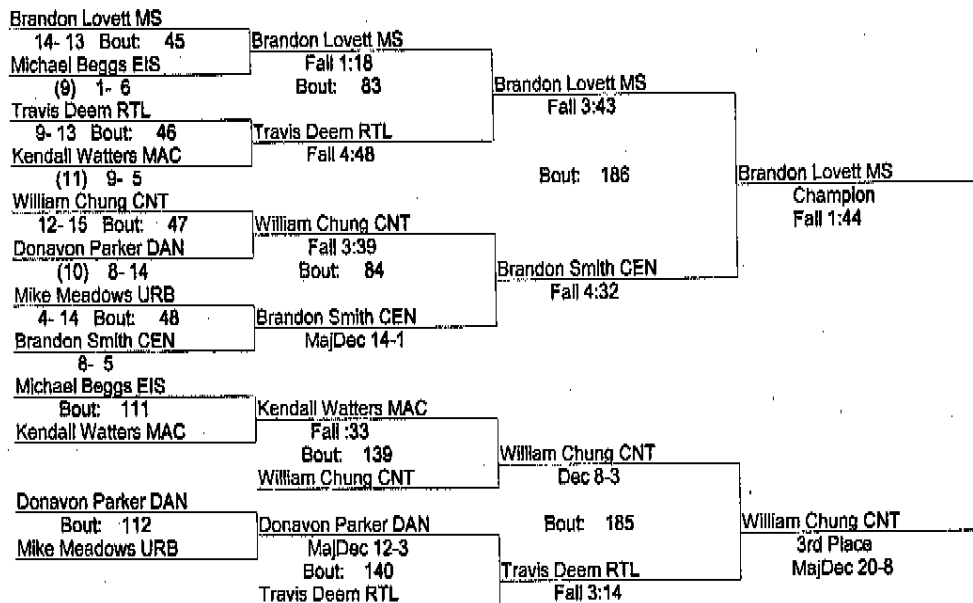 Brandon Lovett MS
14- 13 Bout: 45
Michael Beggs EIS
(9) 1- 6
Travis Deem RTL
9- 13 Bout: 46
Kendall Watters MAC
(11) 9- 5
William Chung CNT
12- 15 Bout: 47
Donavon Parker DAN
(10) 8- 14
Mike Meadows URB
4- 14 Bout: 48
Brandon Smith CEN
8- 5
Brandon Lovett MS
Fall 1:18
Bout: 83
Travis Deem RTL
Fall 4:48
William Chung CNT
Fall 3:39
Bout: 84
Brandon Smith CEN
MajDec 14-1
Brandon Lovett MS
Fall 3:43
Bout: 186
Brandon Smith CEN
Fall 4:32
Brandon Lovett MS
Champion
Fall 1:44
Michael Beggs EIS
Bout: 111
Kendall Watters MAC
Donavon Parker DAN
Bout: 112
Mike Meadows URB
Kendall Watters MAC
Fall :33
Bout: 139
William Chung CNT
Donavon Parker DAN
MajDec 12-3
Bout: 140
Travis Deem RTL
William Chung CNT
Dec 8-3
Bout: 185
Travis Deem RTL
Fall 3:14
William Chung CNT
3rd Place
MajDec 20-8